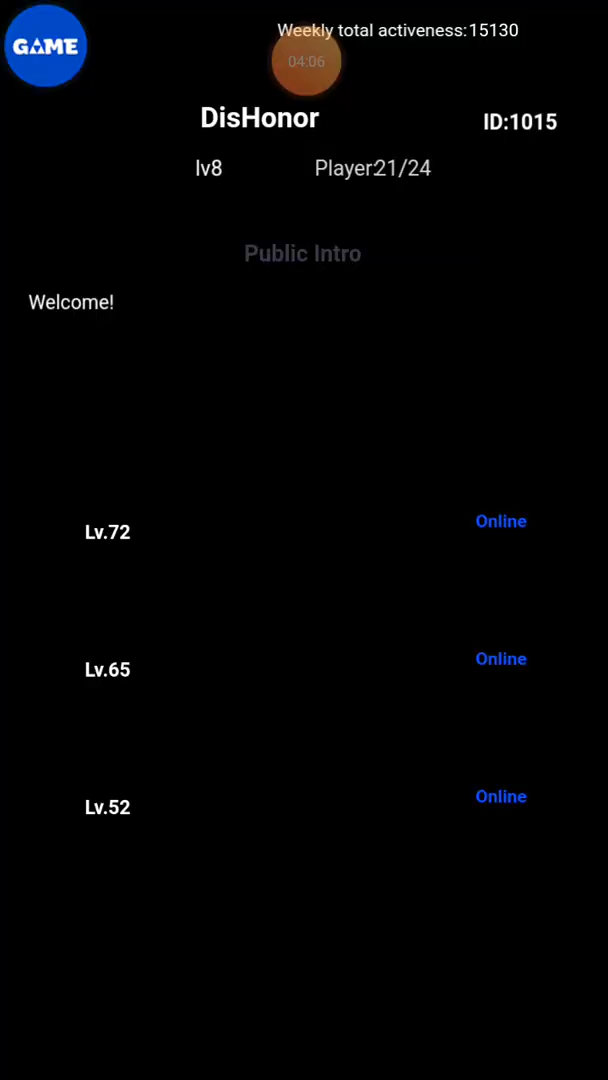 GAME
Weekly total activeness:15130
04:06
DisHonor
ID:1015
lv8
Player21/24
Public Intro
Welcome!
Lv.72
Online
Lv.65
Online
Lv.52
Online